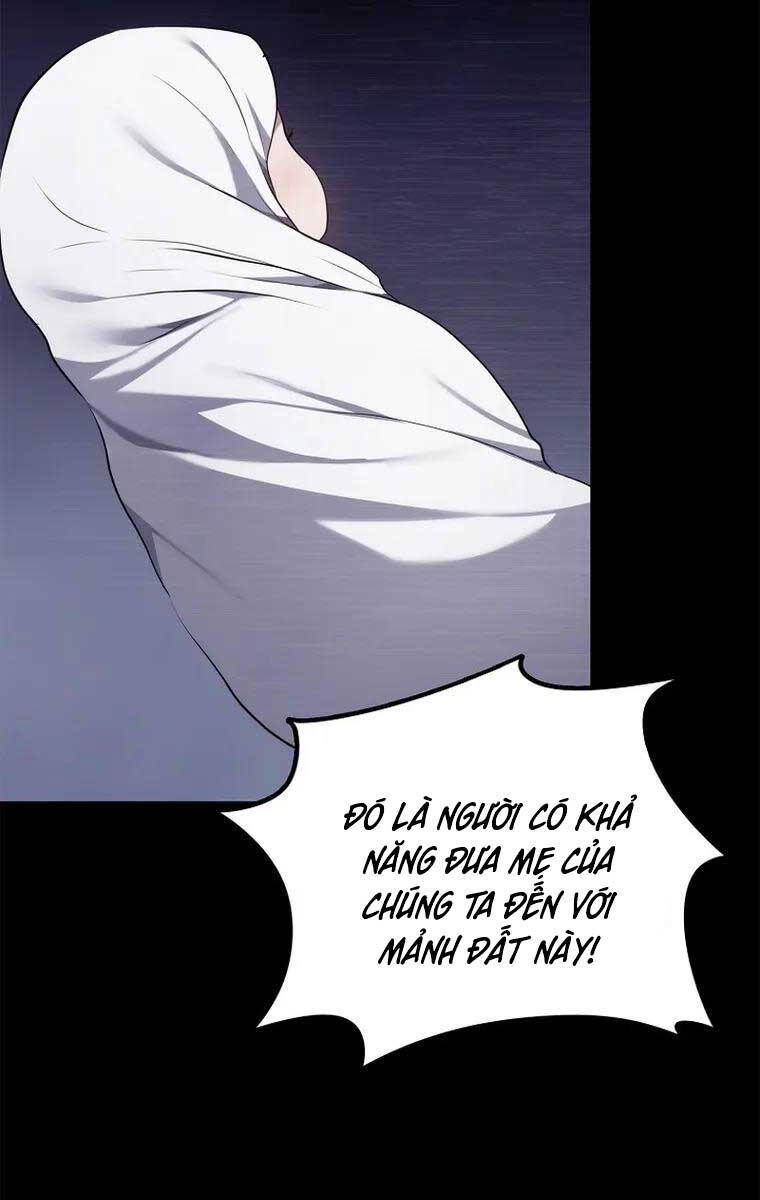 ĐÓ LÀ NGƯỜI CÓ KHẢ
NĂNG ĐƯA MẸ CỦA
CHÚNG TA ĐẾN VỚI
MẢNH ĐẤT NÀY!